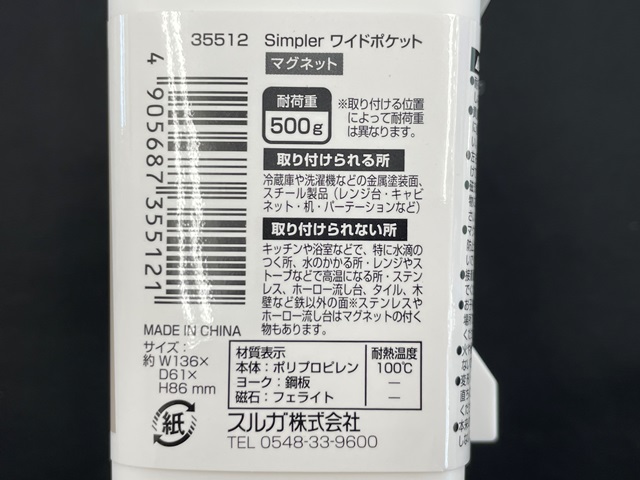 35512 Simpler ワイドポケット
マグネット
耐荷重
500g
※取り付ける位置
によって耐荷重
は異なります。
取り付けられる所
冷蔵庫や洗濯機などの金属塗装面、
スチール製品（レンジ台・キャビ
ネット・机・パーテーションなど）
取り付けられない所
キッチンや浴室などで、特に水滴の
つく所、水のかかる所・レンジやス
トーブなどで高温になる所・ステン
レス、ホーロー流し台、タイル、木
壁など鉄以外の面※ステンレスや
ホーロー流し台はマグネットの付く
物もあります。
4 905687 355121
MADE IN CHINA
サイズ：
約 W136×
D61×
H86 mm
材質表示 耐熱温度
本体：ポリプロピレン 100℃
ヨーク：鋼板 —
磁石：フェライト —
紙
スルガ株式会社
TEL 0548-33-9600